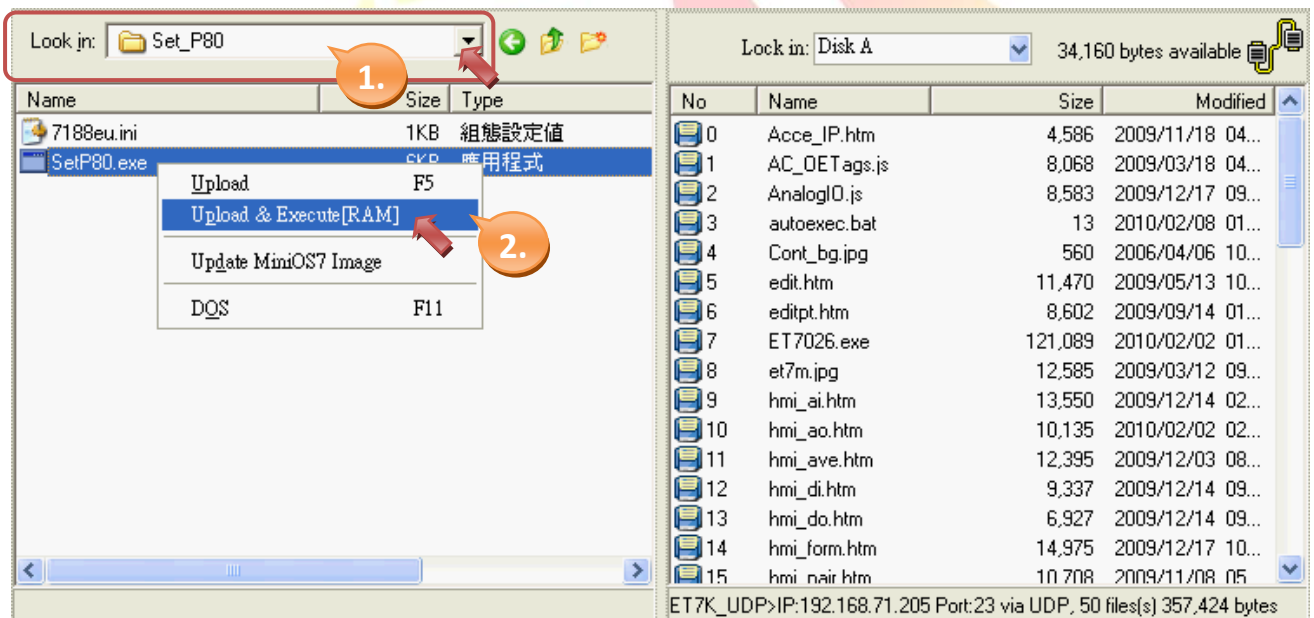 Look in: Set_P80
1.
Name Size Type
7188eu.ini 1KB 組態設定值
SetP80.exe 6KB 應用程式
Upload F5
Upload & Execute[RAM]
2.
Update MiniOS7 Image
DOS F11
Lock in: Disk A 34,160 bytes available
No Name Size Modified
0 Acce_IP.htm 4,586 2009/11/18 04...
1 AC_OETags.js 8,068 2009/03/18 04...
2 AnalogIO.js 8,583 2009/12/17 09...
3 autoexec.bat 13 2010/02/08 01...
4 Cont_bg.jpg 560 2006/04/06 10...
5 edit.htm 11,470 2009/05/13 10...
6 editpt.htm 8,602 2009/09/14 01...
7 ET7026.exe 121,089 2010/02/02 01...
8 et7m.jpg 12,585 2009/03/12 09...
9 hmi_ai.htm 13,550 2009/12/14 02...
10 hmi_ao.htm 10,135 2010/02/02 02...
11 hmi_ave.htm 12,395 2009/12/03 08...
12 hmi_di.htm 9,337 2009/12/14 09...
13 hmi_do.htm 6,927 2009/12/14 09...
14 hmi_form.htm 14,975 2009/12/17 10...
15 hmi_pair.htm 10,708 2009/11/08 05
ET7K_UDP>IP:192.168.71.205 Port:23 via UDP, 50 files(s) 357,424 bytes